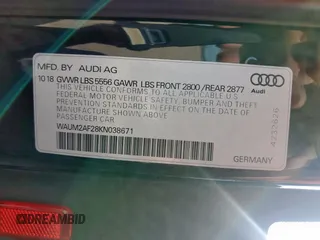 MFD. BY AUDI AG
10·18 GVWR LBS 5556 GAWR LBS FRONT 2800 / REAR 2877
THIS VEHICLE CONFORMS TO ALL APPLICABLE
FEDERAL MOTOR VEHICLE SAFETY, BUMPER AND THEFT
PREVENTION STANDARDS IN EFFECT ON THE DATE OF
MANUFACTURE SHOWN ABOVE
PASSENGER CAR
WAUM2AF28KN038671
GERMANY
Audi
DREAMBID